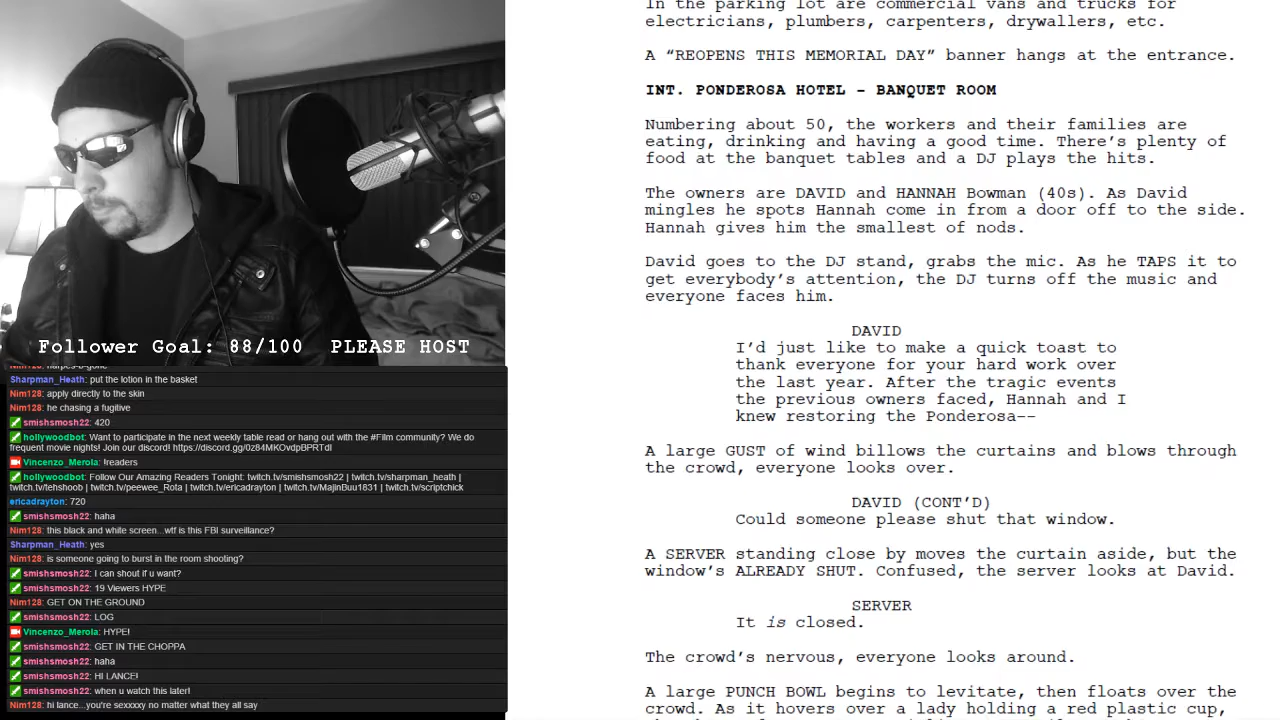 In the parking lot are commercial vans and trucks for
electricians, plumbers, carpenters, drywallers, etc.
A “REOPENS THIS MEMORIAL DAY” banner hangs at the entrance.
INT. PONDEROSA HOTEL - BANQUET ROOM
Numbering about 50, the workers and their families are
eating, drinking and having a good time. There’s plenty of
food at the banquet tables and a DJ plays the hits.
The owners are DAVID and HANNAH Bowman (40s). As David
mingles he spots Hannah come in from a door off to the side.
Hannah gives him the smallest of nods.
David goes to the DJ stand, grabs the mic. As he TAPS it to
get everybody’s attention, the DJ turns off the music and
everyone faces him.
DAVID
I’d just like to make a quick toast to
thank everyone for your hard work over
the last year. After the tragic events
the previous owners faced, Hannah and I
knew restoring the Ponderosa--
A large GUST of wind billows the curtains and blows through
the crowd, everyone looks over.
DAVID (CONT’D)
Could someone please shut that window.
A SERVER standing close by moves the curtain aside, but the
window’s ALREADY SHUT. Confused, the server looks at David.
SERVER
It is closed.
The crowd’s nervous, everyone looks around.
A large PUNCH BOWL begins to levitate, then floats over the
crowd. As it hovers over a lady holding a red plastic cup,
Follower Goal: 88/100 PLEASE HOST
Sharpman_Heath: put the lotion in the basket
Nim128: apply directly to the skin
Nim128: he chasing a fugitive
smishsmosh22: 420
hollywoodbot: Want to participate in the next weekly table read or hang out with the #Film community? We do
frequent movie nights! Join our discord! https://discord.gg/0z84MKOvdpBPRTdI
Vincenzo_Merola: !readers
hollywoodbot: Follow Our Amazing Readers Tonight: twitch.tv/smishsmosh22 | twitch.tv/sharpman_heath |
twitch.tv/tehshoob | twitch.tv/peewee_Rota | twitch.tv/ericadrayton | twitch.tv/MajinBuu1831 | twitch.tv/scriptchick
ericadrayton: 720
smishsmosh22: haha
Nim128: this black and white screen...wtf is this FBI surveillance?
Sharpman_Heath: yes
Nim128: is someone going to burst in the room shooting?
smishsmosh22: I can shout if u want?
smishsmosh22: 19 Viewers HYPE
Nim128: GET ON THE GROUND
smishsmosh22: LOG
Vincenzo_Merola: HYPE!
smishsmosh22: GET IN THE CHOPPA
smishsmosh22: haha
smishsmosh22: HI LANCE!
smishsmosh22: when u watch this later!
Nim128: hi lance...you're sexxxxy no matter what they all say